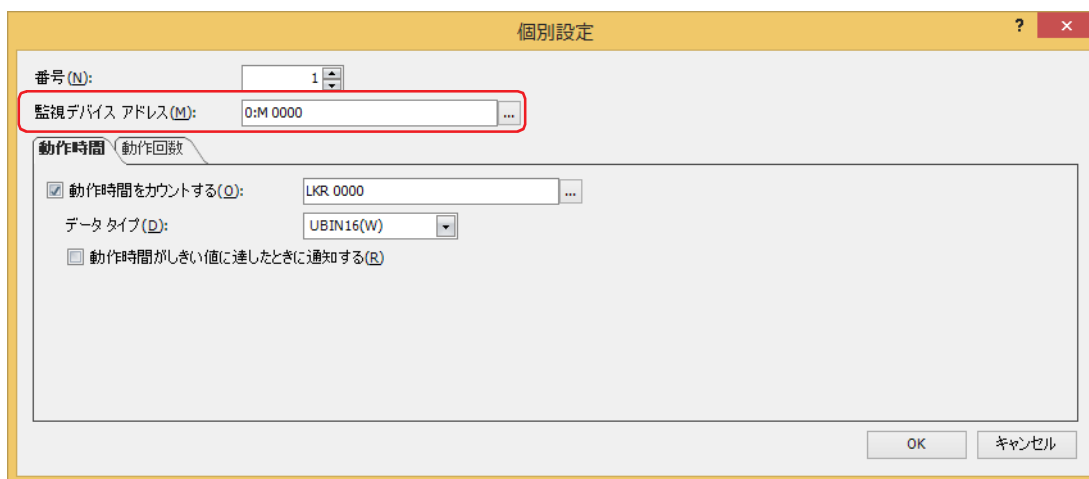 個別設定 ?
番号(N): 1
監視デバイス アドレス(M): 0:M 0000 ...
動作時間 動作回数
動作時間をカウントする(O): LKR 0000 ...
データ タイプ(D): UBIN16(W)
動作時間がしきい値に達したときに通知する(R)
OK キャンセル